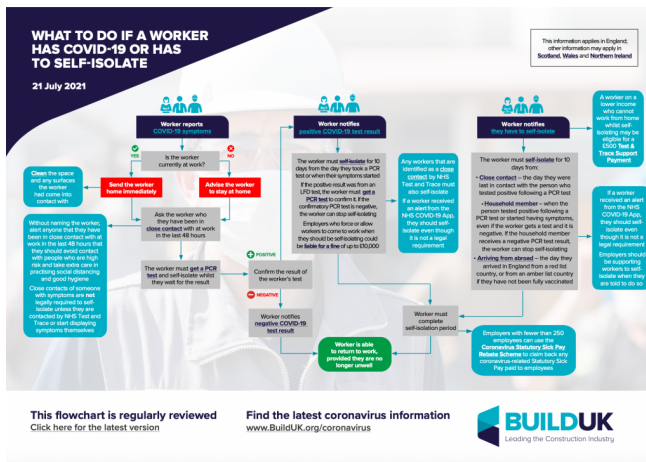 WHAT TO DO IF A WORKER
HAS COVID-19 OR HAS
TO SELF-ISOLATE
21 July 2021
This information applies in England,
other information may apply in
Scotland, Wales and Northern Ireland
Worker reports
COVID-19 symptoms
YES
NO
Is the worker
currently at work?
Clean the space
and any surfaces
the worker
had come into
contact with
Send the worker
home immediately
Advise the worker
to stay at home
Ask the worker who
they have been in
close contact with at
work in the last 48 hours
Without naming the worker,
alert anyone that they have
been in close contact with at
work in the last 48 hours that
they should avoid contact
with people who are high
risk and take extra care in
practising social distancing
and good hygiene
Close contacts of someone
with symptoms are not
legally required to self-
isolate unless they are
contacted by NHS Test and
Trace or start displaying
symptoms themselves
The worker must get a PCR
test and self-isolate whilst
they wait for the result
POSITIVE
Confirm the result of
the worker's test
NEGATIVE
Worker notifies
negative COVID-19
test result
Worker is able
to return to work,
provided they are no
longer unwell
Worker notifies
positive COVID-19 test result
The worker must self-isolate for 10
days from the day they took a PCR
test or when their symptoms started
If the positive result was from an
LFD test, the worker must get a
PCR test to confirm it. If the
confirmatory PCR test is negative,
the worker can stop self-isolating
Employers who force or allow
workers to come to work when
they should be self-isolating could
be liable for a fine of up to £10,000
Any workers that are
identified as a close
contact by NHS
Test and Trace must
also self-isolate
If a worker received
an alert from the
NHS COVID-19 App,
they should self-
isolate even though
it is not a legal
requirement
Worker must
complete
self-isolation period
Worker notifies
they have to self-isolate
The worker must self-isolate for 10
days from:
• Close contact – the day they were
last in contact with the person who
tested positive following a PCR test
• Household member – when the
person tested positive following a
PCR test or started having symptoms,
even if the worker gets a test and it is
negative. If the household member
receives a negative PCR test result,
the worker can stop self-isolating
• Arriving from abroad – the day they
arrived in England from a red list
country, or from an amber list country
if they have not been fully vaccinated
A worker on a
lower income who
cannot work from
home whilst self-
isolating may be
eligible for a
£500 Test &
Trace Support
Payment
If a worker
received an alert
from the NHS
COVID-19 App,
they should self-
isolate even
though it is not a
legal requirement
Employers should
be supporting
workers to self-
isolate when they
are told to do so
Employers with fewer than 250
employees can use the
Coronavirus Statutory Sick Pay
Rebate Scheme to claim back any
coronavirus-related Statutory Sick
Pay paid to employees
This flowchart is regularly reviewed
Click here for the latest version
Find the latest coronavirus information
www.BuildUK.org/coronavirus
BUILDUK
Leading the Construction Industry